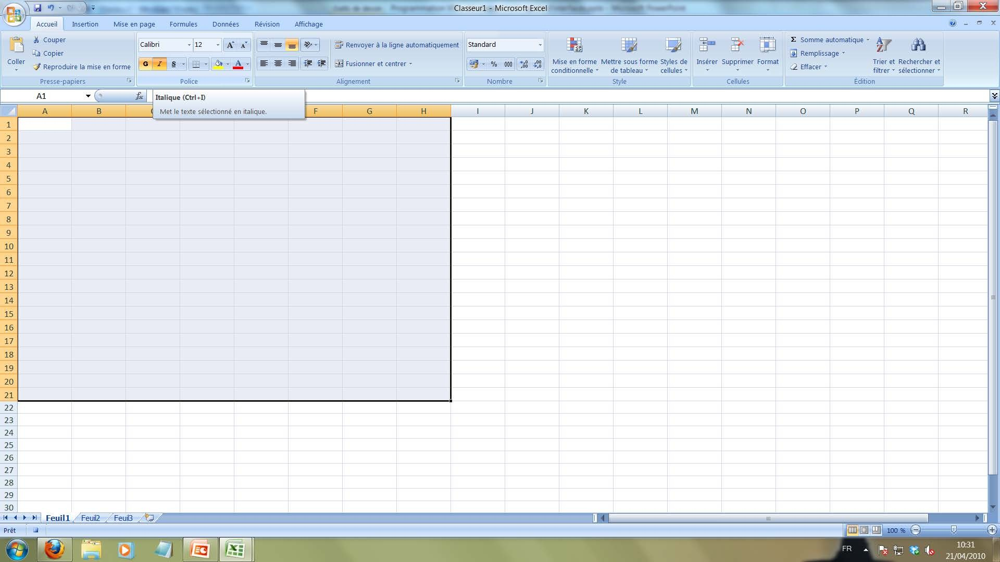 Classeur1 - Microsoft Excel
Accueil Insertion Mise en page Formules Données Révision Affichage
Coller
Couper
Copier
Reproduire la mise en forme
Presse-papiers
Calibri 12
G I S
Police
Renvoyer à la ligne automatiquement
Fusionner et centrer
Alignement
Standard
% 000
Nombre
Mise en forme conditionnelle
Mettre sous forme de tableau
Styles de cellules
Style
Insérer Supprimer Format
Cellules
Σ Somme automatique
Remplissage
Effacer
Trier et filtrer
Rechercher et sélectionner
Édition
A1 fx
Italique (Ctrl+I)
Met le texte sélectionné en italique.
A B F G H I J K L M N O P Q R
1
2
3
4
5
6
7
8
9
10
11
12
13
14
15
16
17
18
19
20
21
22
23
24
25
26
27
28
29
30
Feuil1 Feuil2 Feuil3
Prêt 100 %
FR 10:31
21/04/2010